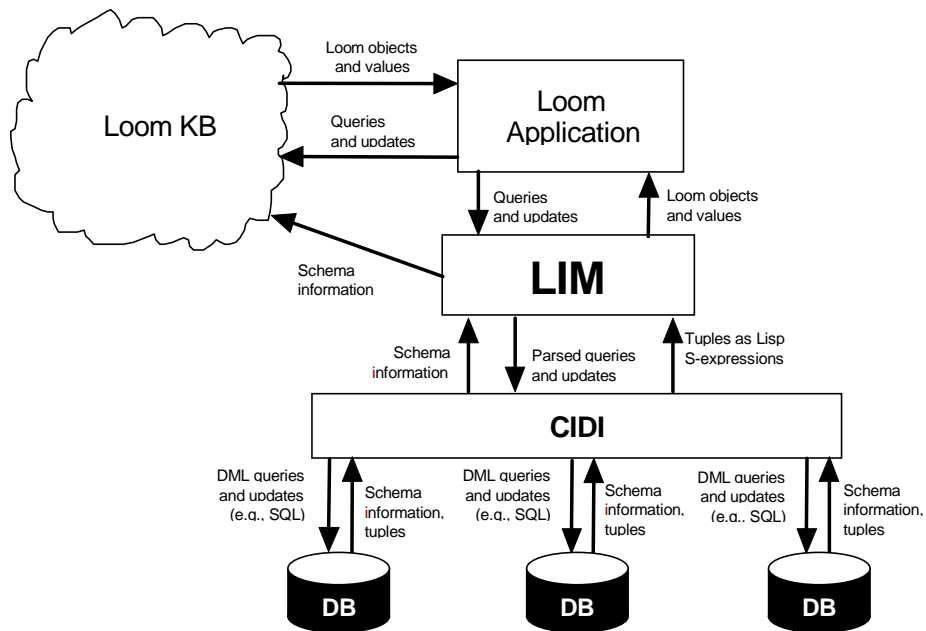 Loom objects
and values
Loom KB
Loom
Application
Queries
and updates
Queries
and updates
Loom objects
and values
LIM
Schema
information
Schema
information
Parsed queries
and updates
Tuples as Lisp
S-expressions
CIDI
DML queries
and updates
(e.g., SQL)
Schema
information,
tuples
DML queries
and updates
(e.g., SQL)
Schema
information,
tuples
DML queries
and updates
(e.g., SQL)
Schema
information,
tuples
DB
DB
DB